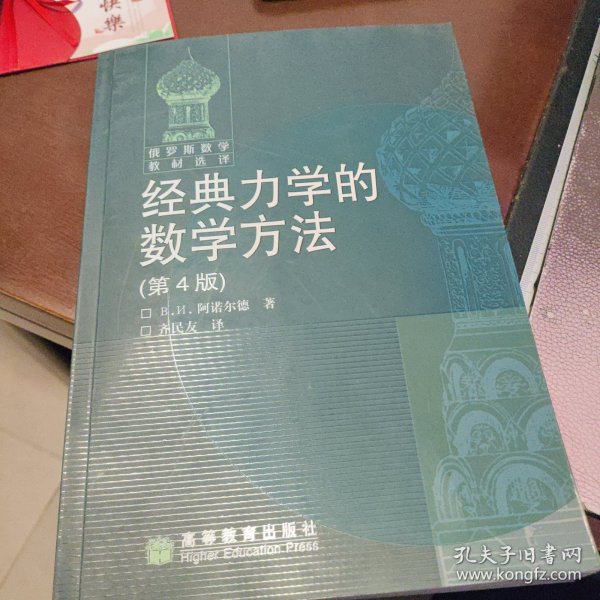 快樂
俄罗斯数学
教材选译
经典力学的
数学方法
(第4版)
□ В.И. 阿诺尔德 著
□ 齐民友 译
高等教育出版社
Higher Education Press
孔夫子旧书网
www.kongfz.com